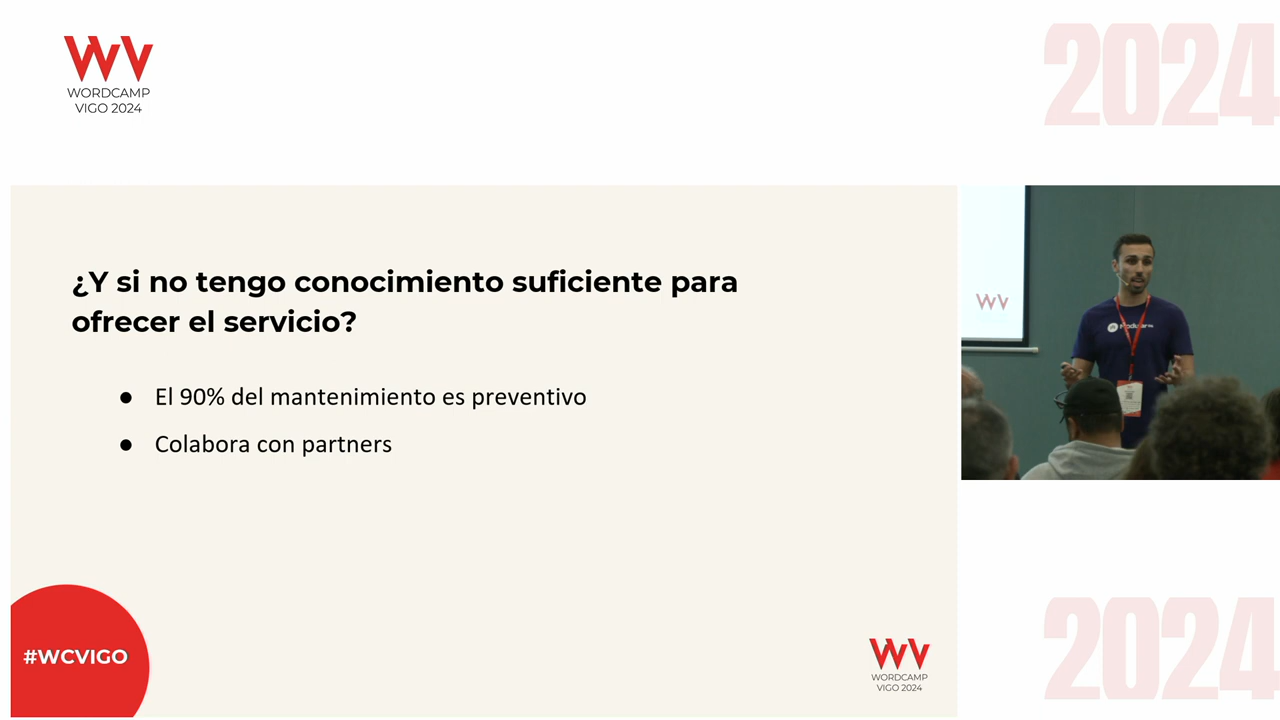 WORDCAMP
VIGO 2024
2024
¿Y si no tengo conocimiento suficiente para
ofrecer el servicio?
● El 90% del mantenimiento es preventivo
● Colabora con partners
#WCVIGO
WORDCAMP
VIGO 2024
2024